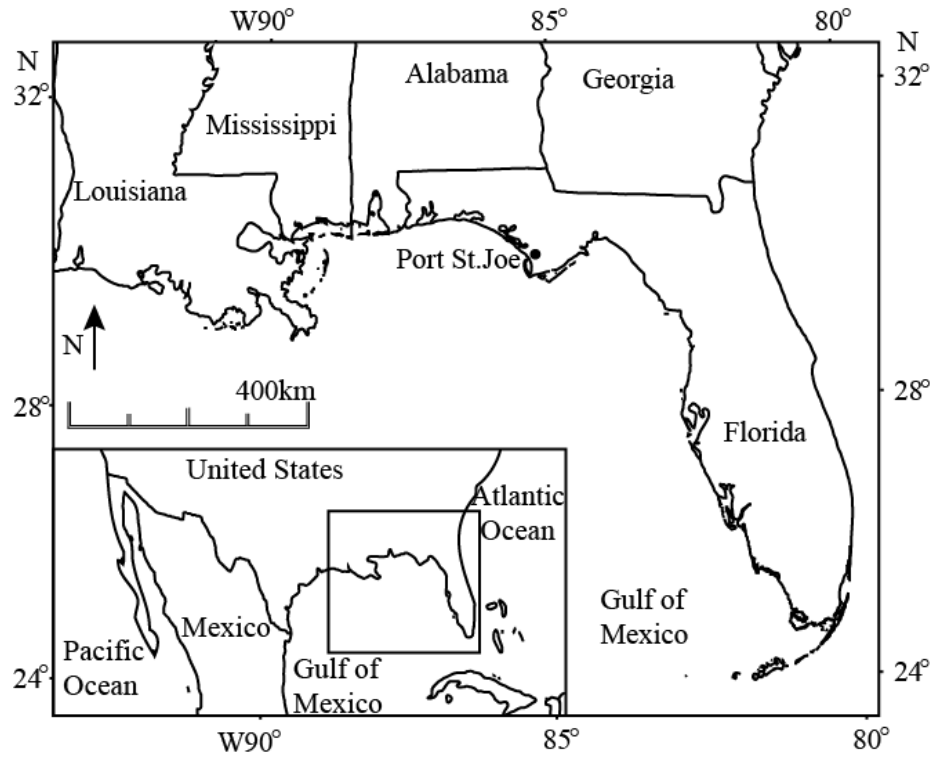 W90° 85° 80°
N N
32° 32°
Alabama Georgia
Mississippi
Louisiana
Port St.Joe
N
400km
28° 28°
Florida
United States
Atlantic
Ocean
Gulf of
Mexico
Mexico
Pacific
Ocean
Gulf of
Mexico
24° 24°
W90° 85° 80°